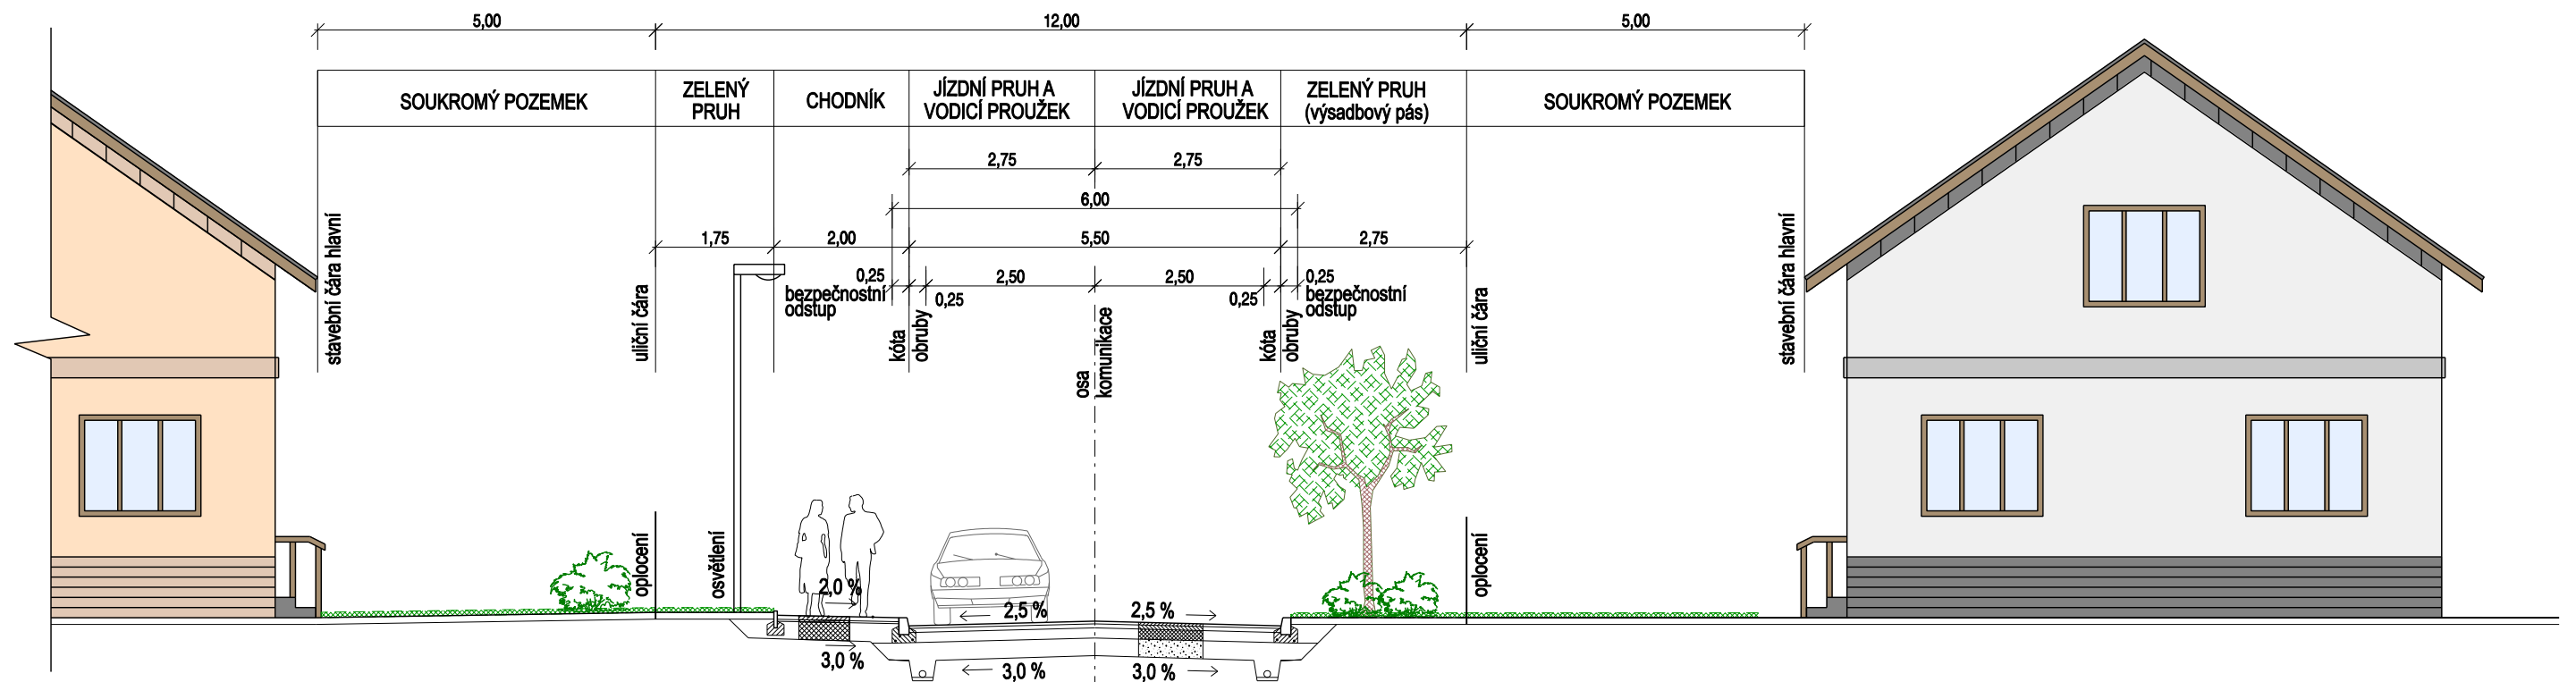 5,00
12,00
5,00
SOUKROMÝ POZEMEK
ZELENÝ
PRUH
CHODNÍK
JÍZDNÍ PRUH A
VODICÍ PROUŽEK
JÍZDNÍ PRUH A
VODICÍ PROUŽEK
ZELENÝ PRUH
(výsadbový pás)
SOUKROMÝ POZEMEK
2,75
2,75
6,00
1,75
2,00
5,50
2,75
0,25
bezpečnostní
odstup
0,25
2,50
2,50
0,25
0,25
bezpečnostní
odstup
stavební čára hlavní
uliční čára
kóta
obruby
osa
komunikace
kóta
obruby
uliční čára
stavební čára hlavní
oplocení
osvětlení
oplocení
2,0 %
2,5 %
2,5 %
3,0 %
3,0 %
3,0 %